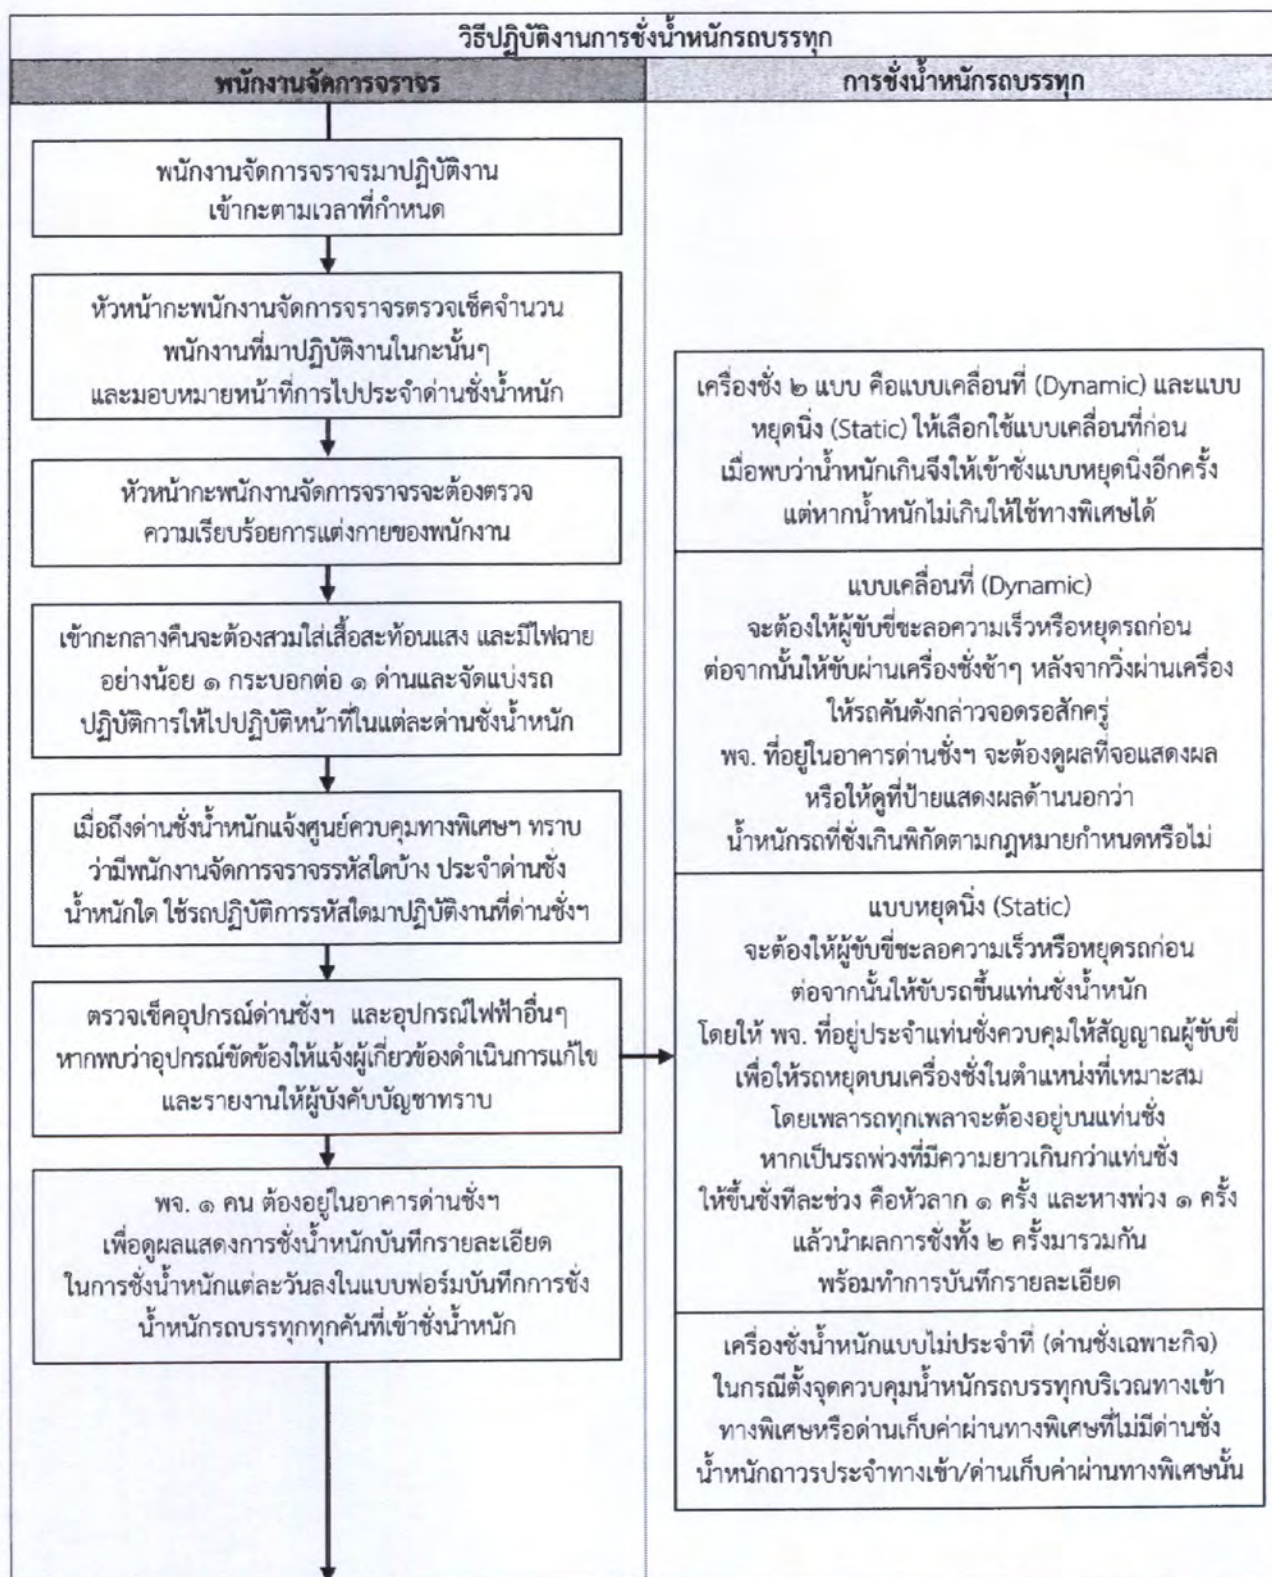 วิธีปฏิบัติงานการชั่งน้ำหนักรถบรรทุก
พนักงานจัดการจราจร
การชั่งน้ำหนักรถบรรทุก
พนักงานจัดการจราจรมาปฏิบัติงาน
เข้ากะตามเวลาที่กำหนด
หัวหน้ากะพนักงานจัดการจราจรตรวจเช็คจำนวน
พนักงานที่มาปฏิบัติงานในกะนั้นๆ
และมอบหมายหน้าที่การไปประจำด่านชั่งน้ำหนัก
หัวหน้ากะพนักงานจัดการจราจรจะต้องตรวจ
ความเรียบร้อยการแต่งกายของพนักงาน
เข้ากะกลางคืนจะต้องสวมใส่เสื้อสะท้อนแสง และมีไฟฉาย
อย่างน้อย ๑ กระบอกต่อ ๑ ด่านและจัดแบ่งรถ
ปฏิบัติการให้ไปปฏิบัติหน้าที่ในแต่ละด่านชั่งน้ำหนัก
เมื่อถึงด่านชั่งน้ำหนักแจ้งศูนย์ควบคุมทางพิเศษฯ ทราบ
ว่ามีพนักงานจัดการจราจรรหัสใดบ้าง ประจำด่านชั่ง
น้ำหนักใด ใช้รถปฏิบัติการรหัสใดมาปฏิบัติงานที่ด่านชั่งฯ
ตรวจเช็คอุปกรณ์ด่านชั่งฯ และอุปกรณ์ไฟฟ้าอื่นๆ
หากพบว่าอุปกรณ์ขัดข้องให้แจ้งผู้เกี่ยวข้องดำเนินการแก้ไข
และรายงานให้ผู้บังคับบัญชาทราบ
พจ. ๑ คน ต้องอยู่ในอาคารด่านชั่งฯ
เพื่อดูผลแสดงการชั่งน้ำหนักบันทึกรายละเอียด
ในการชั่งน้ำหนักแต่ละวันลงในแบบฟอร์มบันทึกการชั่ง
น้ำหนักรถบรรทุกทุกคันที่เข้าชั่งน้ำหนัก
เครื่องชั่ง ๒ แบบ คือแบบเคลื่อนที่ (Dynamic) และแบบ
หยุดนิ่ง (Static) ให้เลือกใช้แบบเคลื่อนที่ก่อน
เมื่อพบว่าน้ำหนักเกินจึงให้เข้าชั่งแบบหยุดนิ่งอีกครั้ง
แต่หากน้ำหนักไม่เกินให้ใช้ทางพิเศษได้
แบบเคลื่อนที่ (Dynamic)
จะต้องให้ผู้ขับขี่ชะลอความเร็วหรือหยุดรถก่อน
ต่อจากนั้นให้ขับผ่านเครื่องชั่งช้าๆ หลังจากวิ่งผ่านเครื่อง
ให้รถคันดังกล่าวจอดรอสักครู่
พจ. ที่อยู่ในอาคารด่านชั่งฯ จะต้องดูผลที่จอแสดงผล
หรือให้ดูที่ป้ายแสดงผลด้านนอกว่า
น้ำหนักรถที่ชั่งเกินพิกัดตามกฎหมายกำหนดหรือไม่
แบบหยุดนิ่ง (Static)
จะต้องให้ผู้ขับขี่ชะลอความเร็วหรือหยุดรถก่อน
ต่อจากนั้นให้ขับรถขึ้นแท่นชั่งน้ำหนัก
โดยให้ พจ. ที่อยู่ประจำแท่นชั่งควบคุมให้สัญญาณผู้ขับขี่
เพื่อให้รถหยุดบนเครื่องชั่งในตำแหน่งที่เหมาะสม
โดยเพลารถทุกเพลาจะต้องอยู่บนแท่นชั่ง
หากเป็นรถพ่วงที่มีความยาวเกินกว่าแท่นชั่ง
ให้ขึ้นชั่งทีละช่วง คือหัวลาก ๑ ครั้ง และหางพ่วง ๑ ครั้ง
แล้วนำผลการชั่งทั้ง ๒ ครั้งมารวมกัน
พร้อมทำการบันทึกรายละเอียด
เครื่องชั่งน้ำหนักแบบไม่ประจำที่ (ด่านชั่งเฉพาะกิจ)
ในกรณีตั้งจุดควบคุมน้ำหนักรถบรรทุกบริเวณทางเข้า
ทางพิเศษหรือด่านเก็บค่าผ่านทางพิเศษที่ไม่มีด่านชั่ง
น้ำหนักถาวรประจำทางเข้า/ด่านเก็บค่าผ่านทางพิเศษนั้น